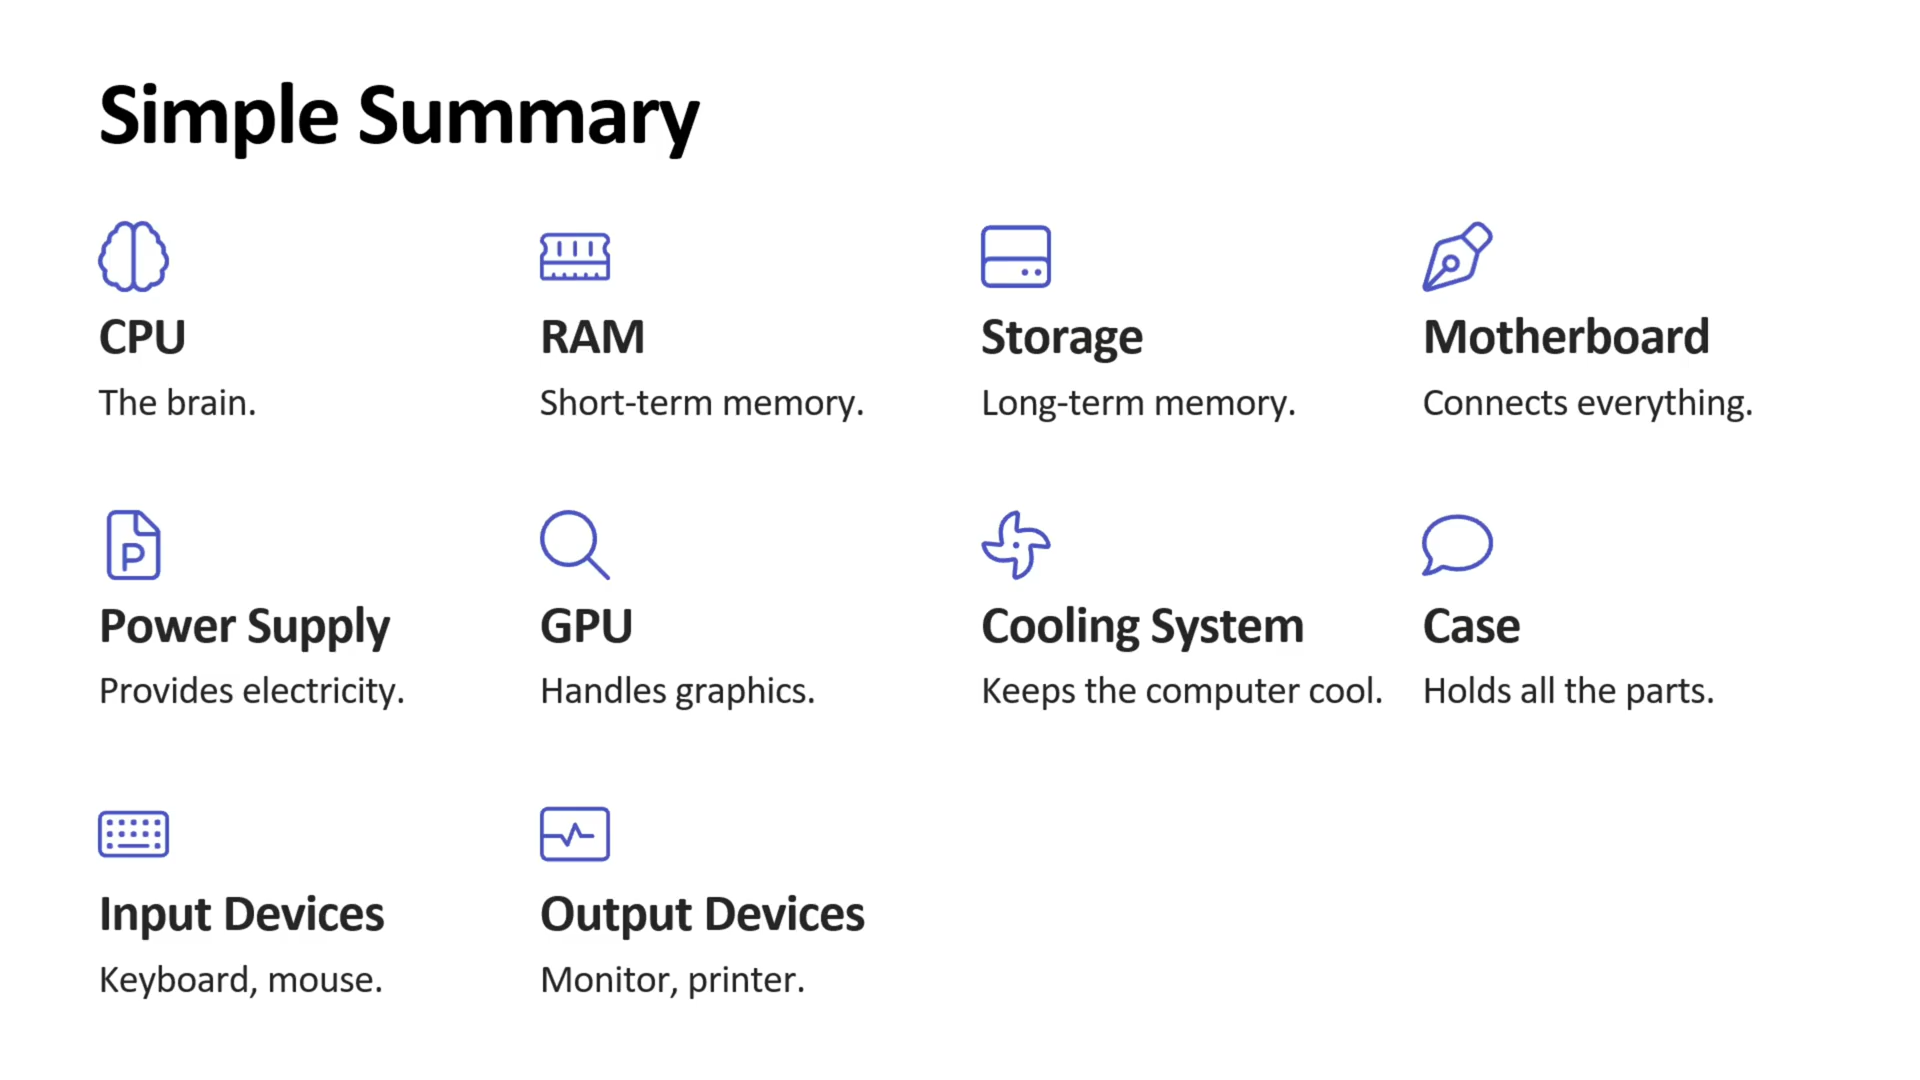 Simple Summary
CPU
The brain.
RAM
Short-term memory.
Storage
Long-term memory.
Motherboard
Connects everything.
P
Power Supply
Provides electricity.
GPU
Handles graphics.
Cooling System
Keeps the computer cool.
Case
Holds all the parts.
Input Devices
Keyboard, mouse.
Output Devices
Monitor, printer.